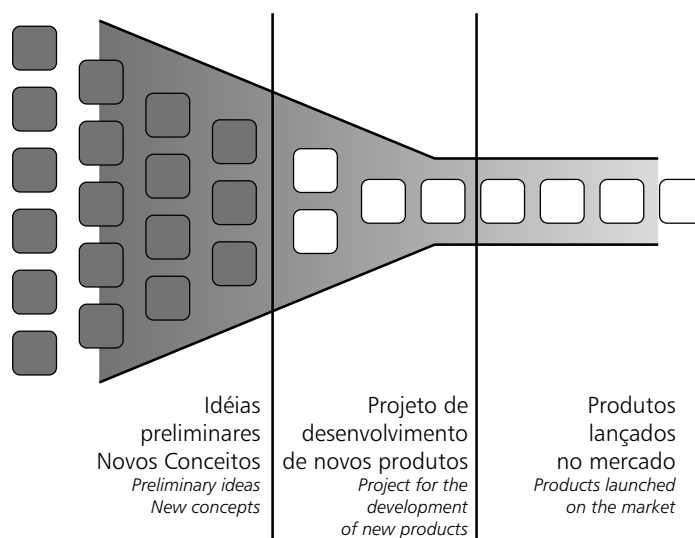 Idéias
preliminares
Novos Conceitos
Preliminary ideas
New concepts
Projeto de
desenvolvimento
de novos produtos
Project for the
development
of new products
Produtos
lançados
no mercado
Products launched
on the market